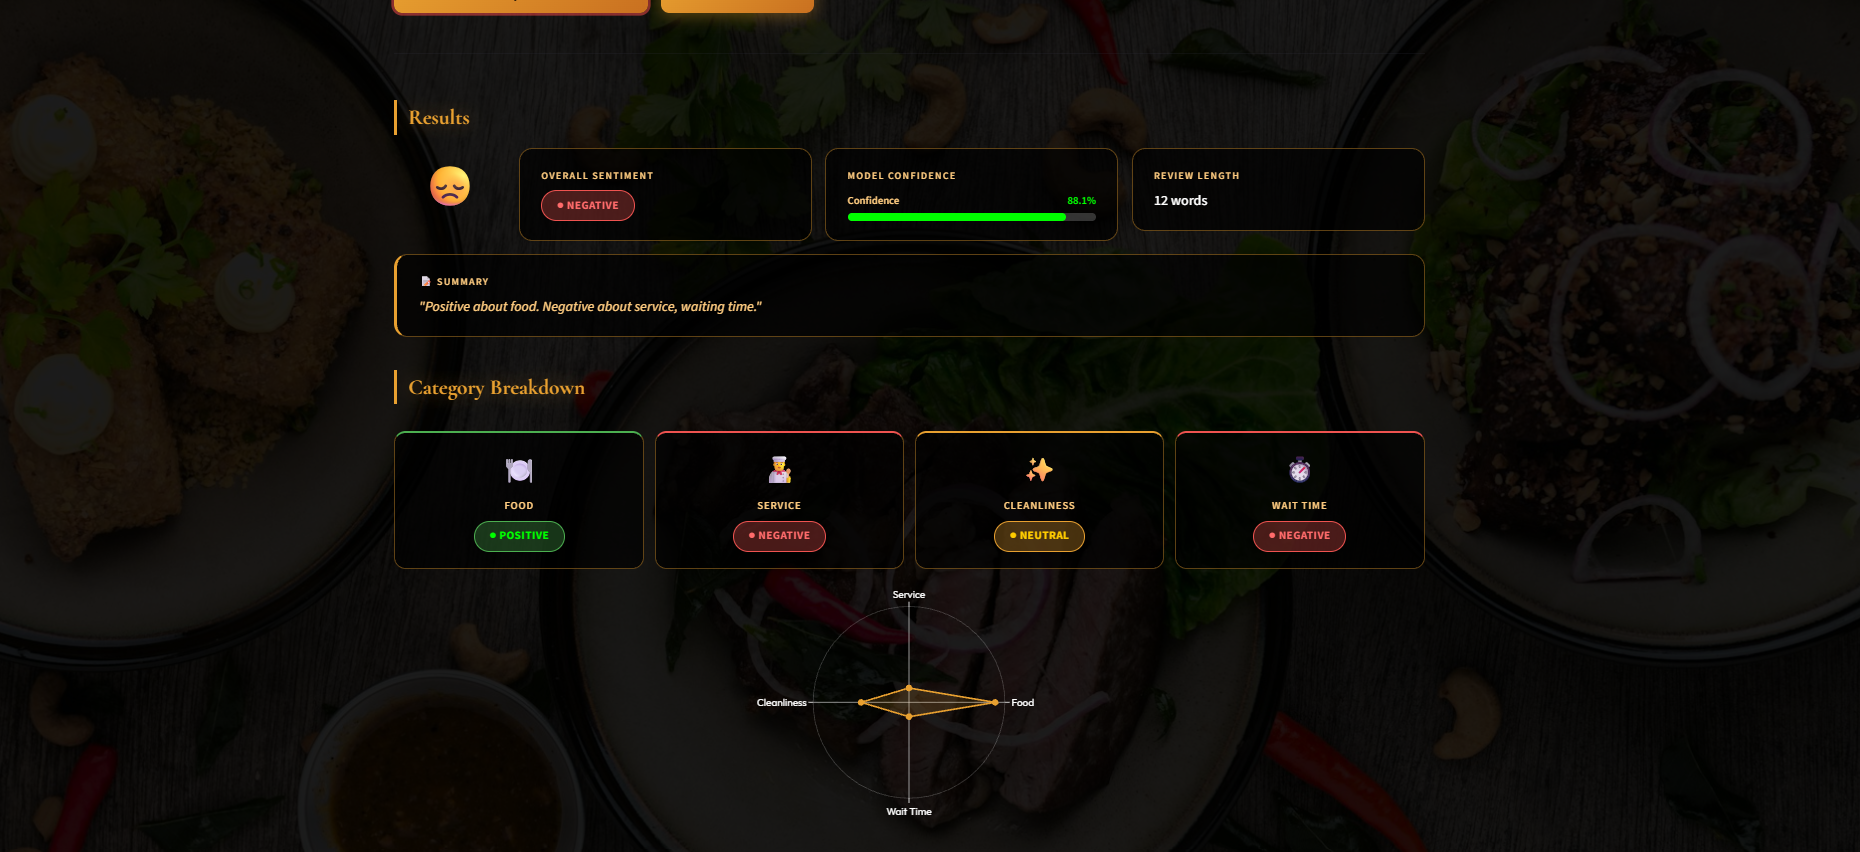 Results
OVERALL SENTIMENT
NEGATIVE
MODEL CONFIDENCE
Confidence 88.1%
REVIEW LENGTH
12 words
SUMMARY
"Positive about food. Negative about service, waiting time."
Category Breakdown
FOOD
POSITIVE
SERVICE
NEGATIVE
CLEANLINESS
NEUTRAL
WAIT TIME
NEGATIVE
Service
Cleanliness
Food
Wait Time